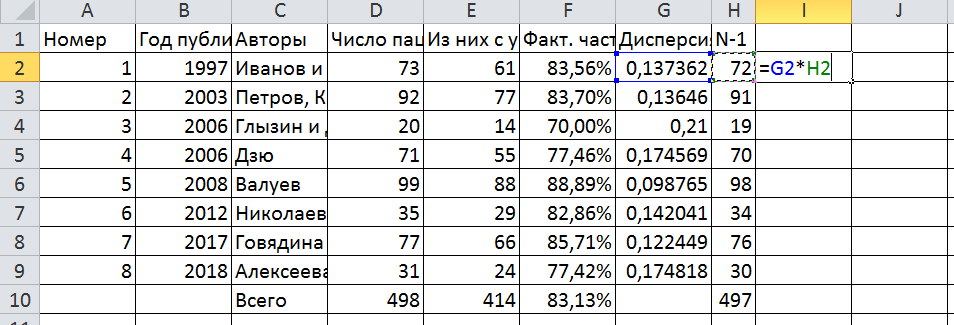 A B C D E F G H I J
1 Номер Год публи Авторы Число пац Из них с у Факт. част Дисперсия N-1
2 1 1997 Иванов и 73 61 83,56% 0,137362 72 =G2*H2
3 2 2003 Петров, К 92 77 83,70% 0,13646 91
4 3 2006 Глызин и д 20 14 70,00% 0,21 19
5 4 2006 Дзю 71 55 77,46% 0,174569 70
6 5 2008 Валуев 99 88 88,89% 0,098765 98
7 6 2012 Николаев 35 29 82,86% 0,142041 34
8 7 2017 Говядина 77 66 85,71% 0,122449 76
9 8 2018 Алексеева 31 24 77,42% 0,174818 30
10 Всего 498 414 83,13% 497